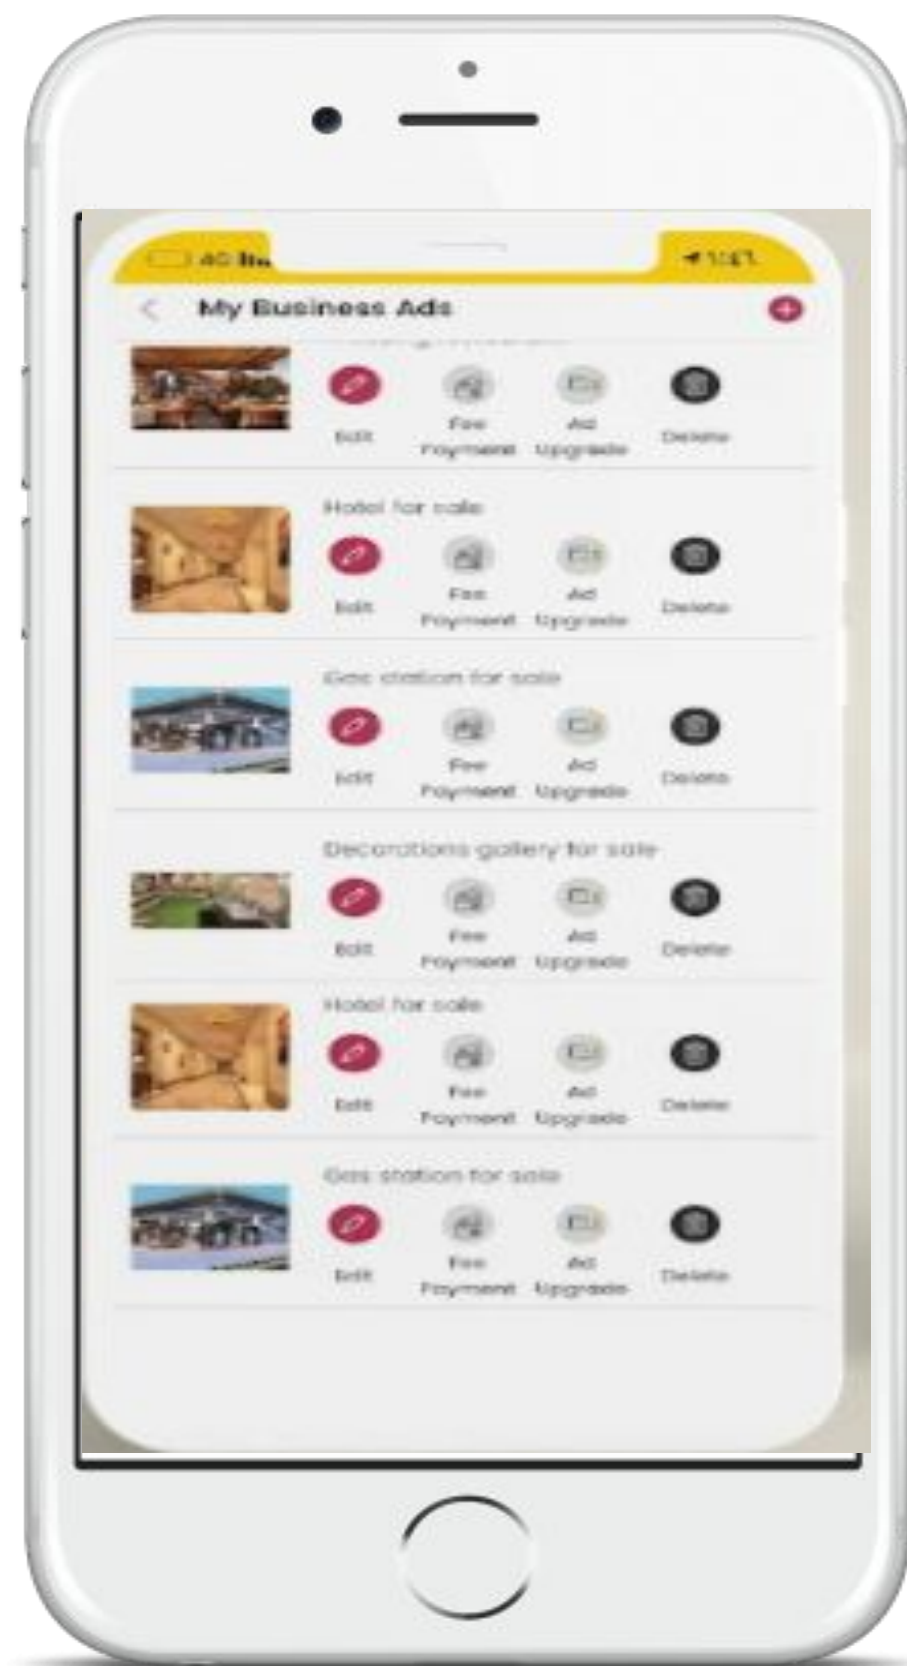 4G
My Business Ads
Edit
Fee
Payment
Ad
Upgrade
Delete
Hotel for sale
Edit
Fee
Payment
Ad
Upgrade
Delete
Gas station for sale
Edit
Fee
Payment
Ad
Upgrade
Delete
Decorations gallery for sale
Edit
Fee
Payment
Ad
Upgrade
Delete
Hotel for sale
Edit
Fee
Payment
Ad
Upgrade
Delete
Gas station for sale
Edit
Fee
Payment
Ad
Upgrade
Delete